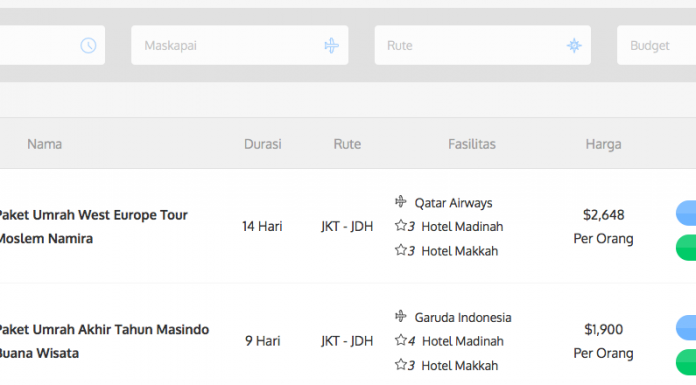 Maskapai
Rute
Budget
Nama
Durasi
Rute
Fasilitas
Harga
Paket Umrah West Europe Tour
Moslem Namira
14 Hari
JKT - JDH
Qatar Airways
3 Hotel Madinah
3 Hotel Makkah
$2,648
Per Orang
Paket Umrah Akhir Tahun Masindo
Buana Wisata
9 Hari
JKT - JDH
Garuda Indonesia
4 Hotel Madinah
3 Hotel Makkah
$1,900
Per Orang